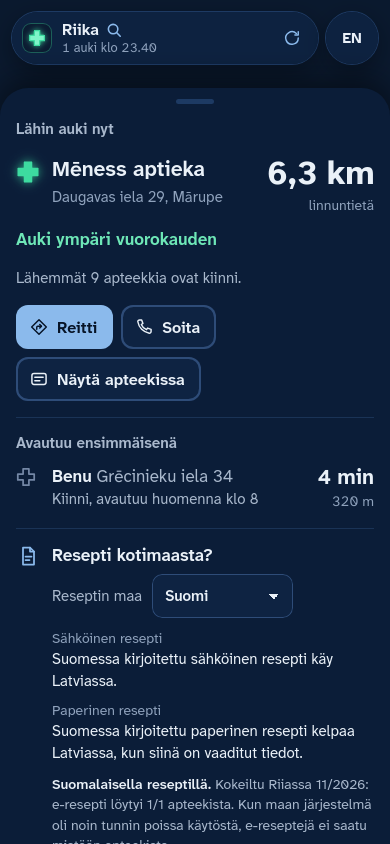 Riika
1 auki klo 23.40
EN
Lähin auki nyt
Mēness aptieka
6,3 km
Daugavas iela 29, Mārupe
linnuntietä
Auki ympäri vuorokauden
Lähemmät 9 apteekkia ovat kiinni.
Reitti
Soita
Näytä apteekissa
Avautuu ensimmäisenä
Benu Grēcinieku iela 34
4 min
Kiinni, avautuu huomenna klo 8
320 m
Resepti kotimaasta?
Reseptin maa
Suomi
Sähköinen resepti
Suomessa kirjoitettu sähköinen resepti käy
Latviassa.
Paperinen resepti
Suomessa kirjoitettu paperinen resepti kelpaa
Latviassa, kun siinä on vaaditut tiedot.
Suomalaisella reseptillä. Kokeiltu Riiassa 11/2026:
e-resepti löytyi 1/1 apteekista. Kun maan järjestelmä
oli noin tunnin poissa käytöstä, e-reseptejä ei saatu
mistään apteekista.